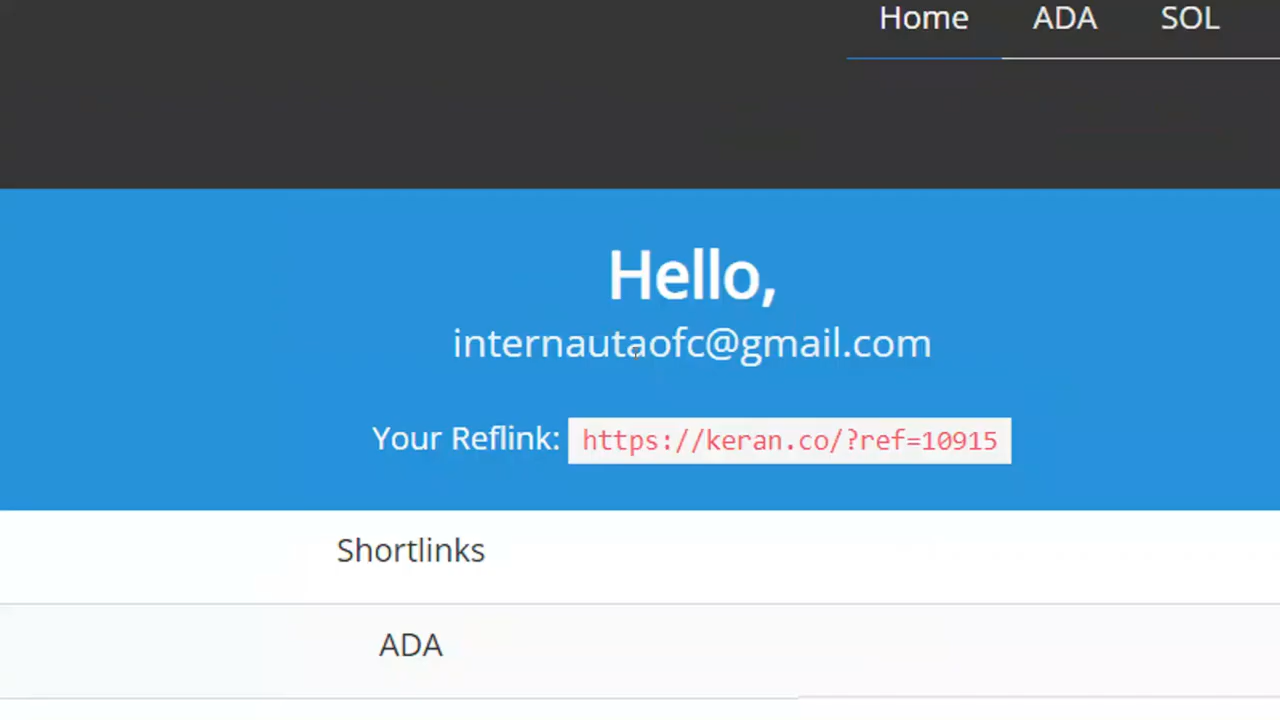 Home ADA SOL
Hello,
internautaofc@gmail.com
Your Reflink: https://keran.co/?ref=10915
Shortlinks
ADA